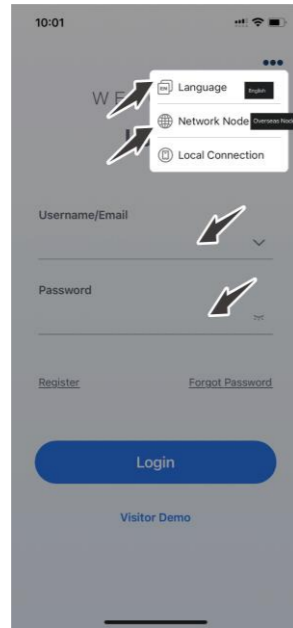 10:01
Language English
WE
Network Node Overseas Node
Local Connection
Username/Email
Password
Register Forgot Password
Login
Visitor Demo